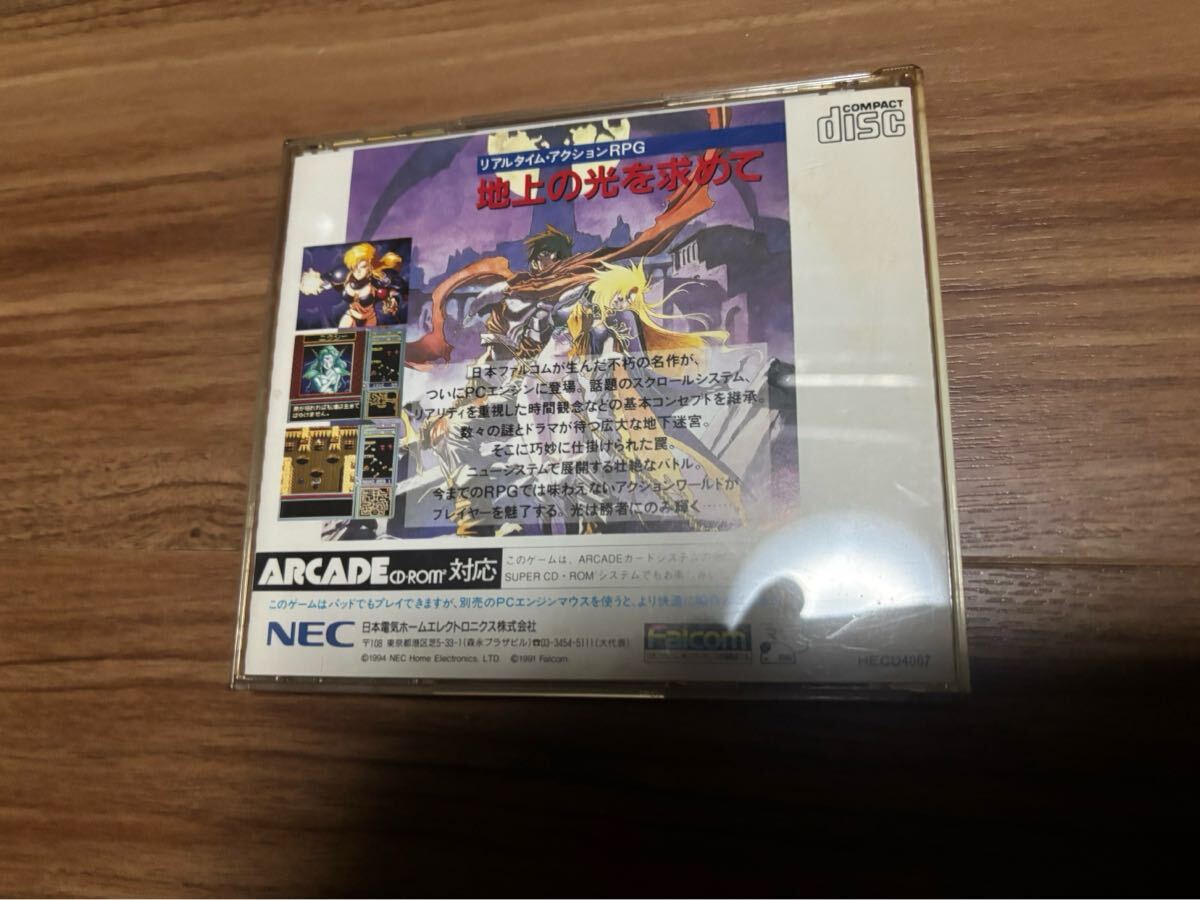 COMPACT
disc
リアルタイム・アクションRPG
地上の光を求めて
日本ファルコムが生んだ不朽の名作が、
ついにPCエンジンに登場。話題のスクロールシステム、
リアリティを重視した時間観念などの基本コンセプトを継承。
数々の謎とドラマが待つ広大な地下迷宮。
そこに巧妙に仕掛けられた罠。
ニューシステムで展開する壮絶なバトル。
今までのRPGでは味わえないアクションワールドが
プレイヤーを魅了する。光は勝者にのみ輝く……
ARCADE CD-ROM² 対応
このゲームは、ARCADEカードシステムの
SUPER CD・ROM²システムでもお楽しみい
このゲームはパッドでもプレイできますが、別売のPCエンジンマウスを使うと、より快適に
NEC
日本電気ホームエレクトロニクス株式会社
〒108 東京都港区芝5-33-1(森永プラザビル)☎03-3454-5111(大代表)
©1994 NEC Home Electronics, LTD. ©1991 Falcom.
Falcom
HECD4007